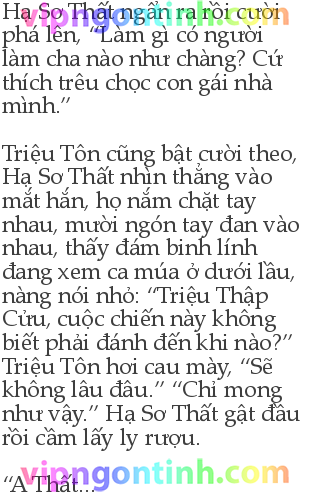 Hạ Sơ Thất ngẩn ra rồi cười
vipngontinh.com
phá lên, “Làm gì có người
làm cha nào như chàng? Cứ
thích trêu chọc con gái nhà
mình.”
Triệu Tôn cũng bật cười theo,
Hạ Sơ Thất nhìn thẳng vào
mắt hắn, họ nắm chặt tay
nhau, mười ngón tay đan vào
nhau, thấy đám binh lính
đang xem ca múa ở dưới lầu,
nàng nói nhỏ: “Triệu Thập
Cửu, cuộc chiến này không
biết phải đánh đến khi nào?”
Triệu Tôn hơi cau mày, “Sẽ
không lâu đâu.” “Chỉ mong
như vậy.” Hạ Sơ Thất gật đầu
rồi cầm lấy ly rượu.
vipngontinh.com
“A Thất...